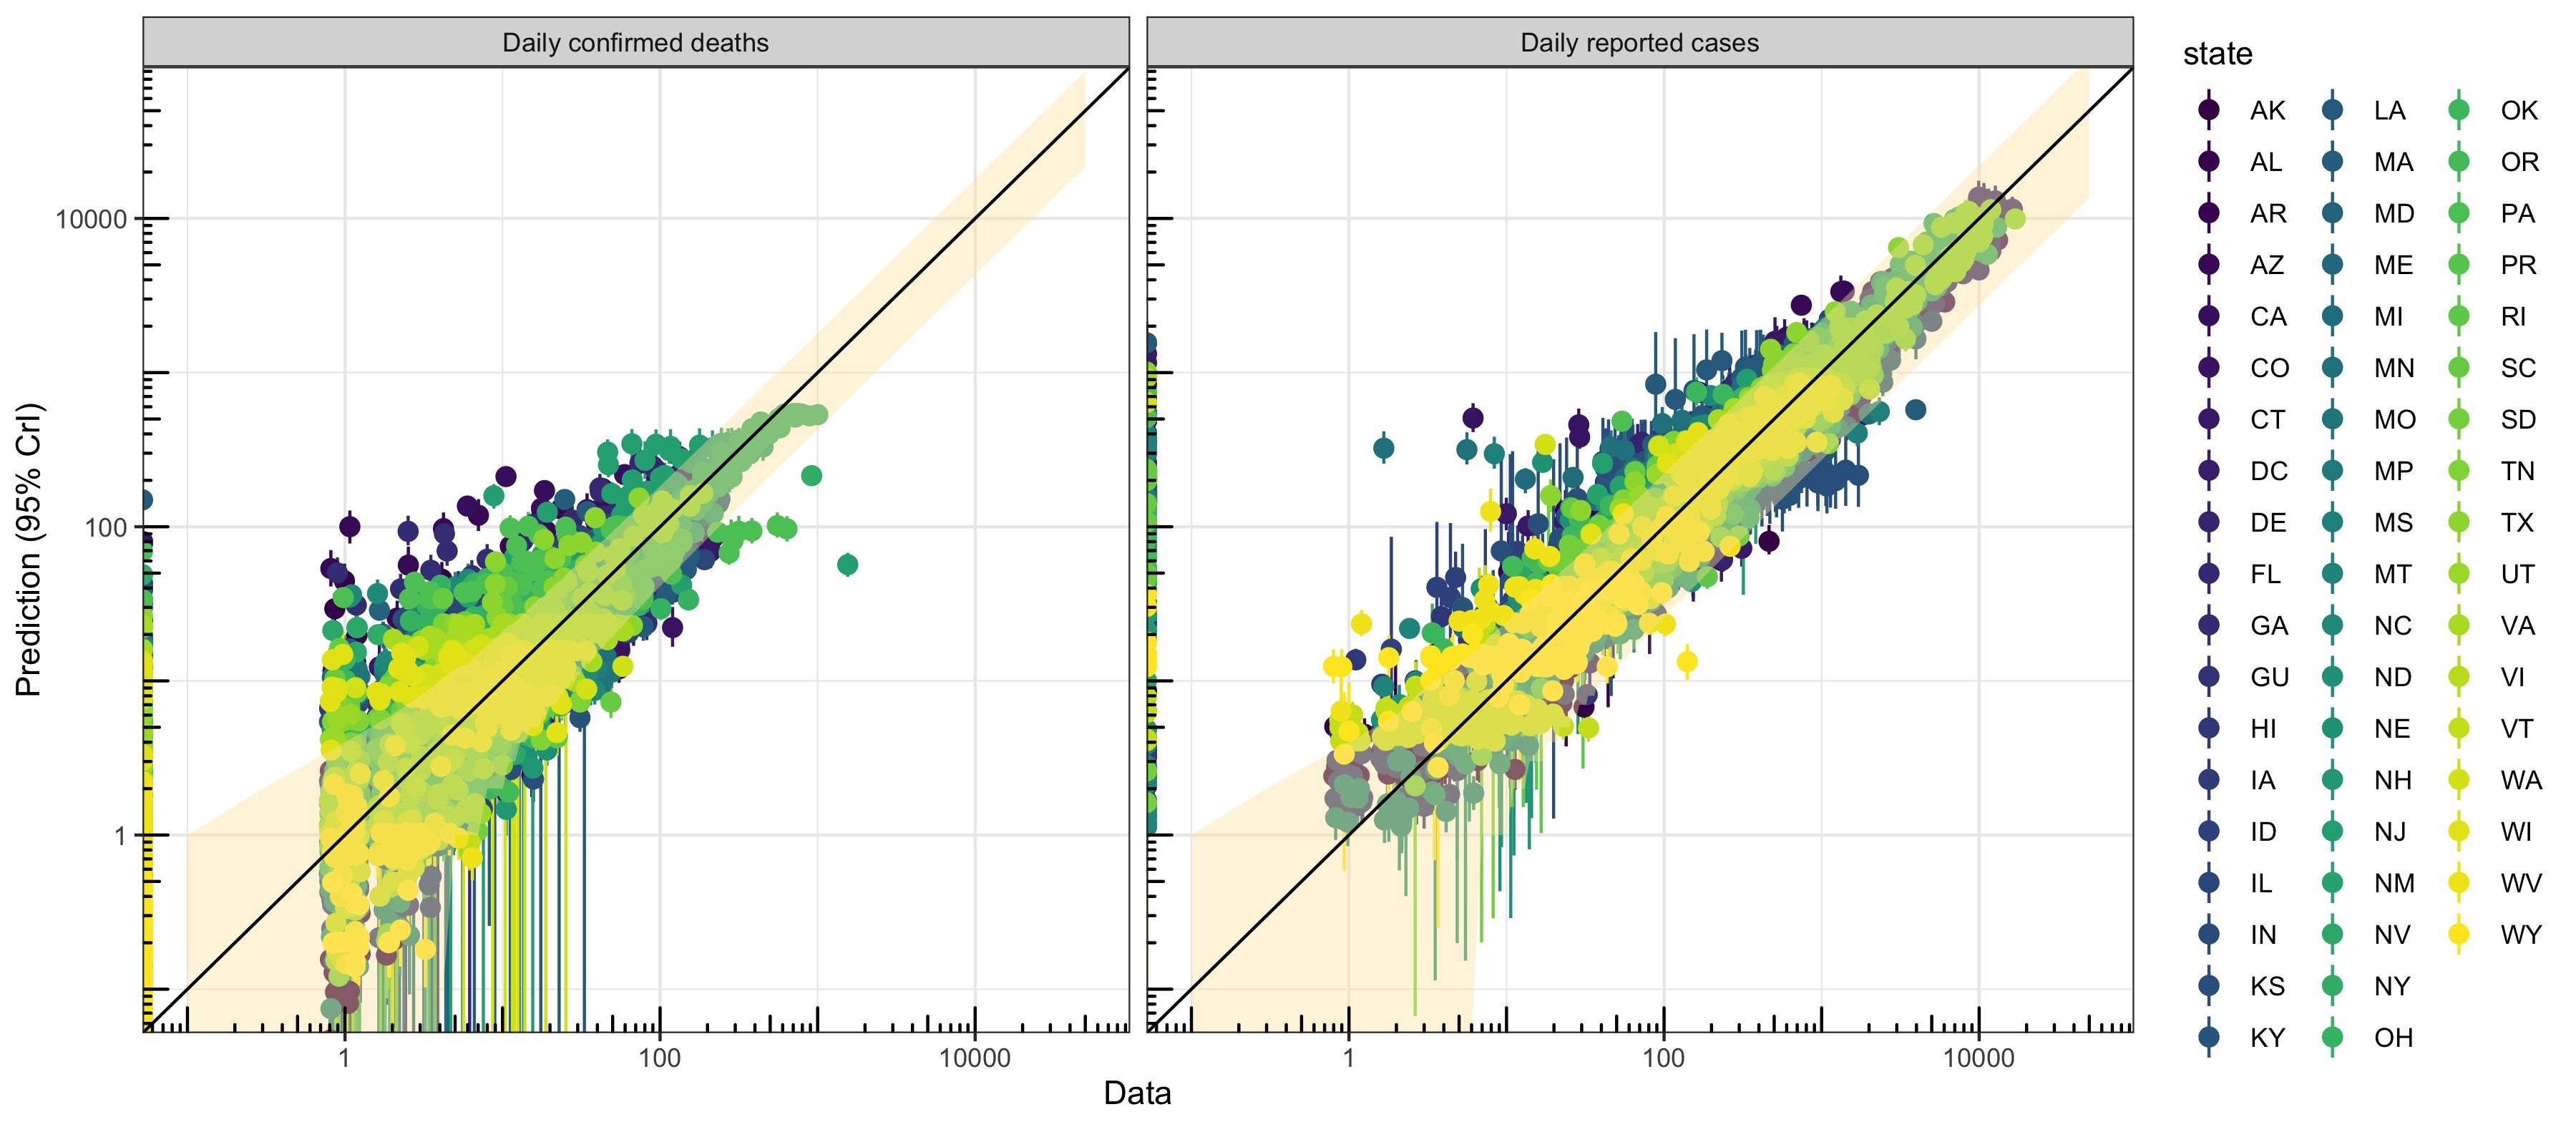 Daily confirmed deaths
Daily reported cases
state
Prediction (95% CrI)
10000
100
1
1
100
10000
1
100
10000
Data
AK
AL
AR
AZ
CA
CO
CT
DC
DE
FL
GA
GU
HI
IA
ID
IL
IN
KS
KY
LA
MA
MD
ME
MI
MN
MO
MP
MS
MT
NC
ND
NE
NH
NJ
NM
NV
NY
OH
OK
OR
PA
PR
RI
SC
SD
TN
TX
UT
VA
VI
VT
WA
WI
WV
WY